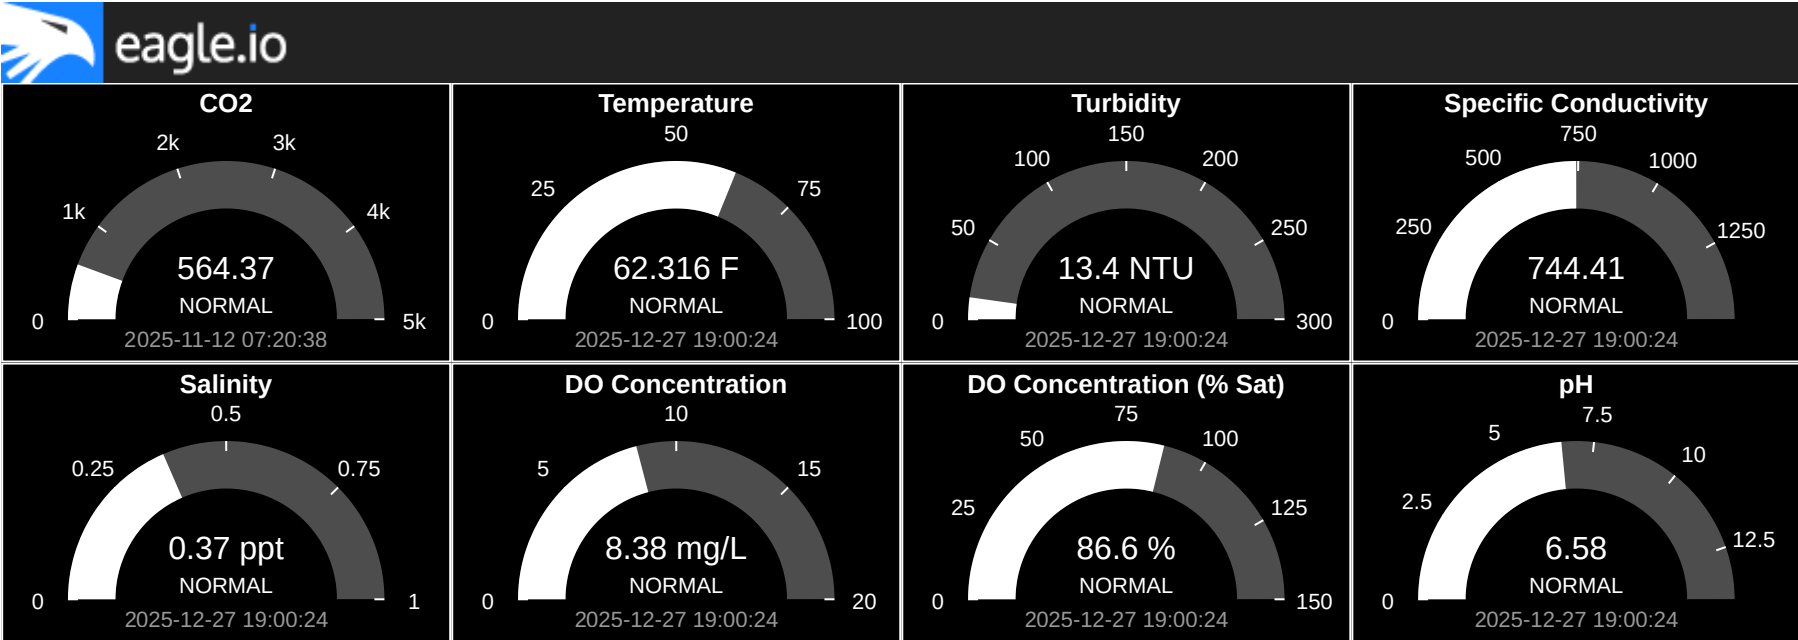 eagle.io
CO2
2k
3k
1k
4k
564.37
NORMAL
0
5k
2025-11-12 07:20:38
Temperature
50
25
75
62.316 F
NORMAL
0
100
2025-12-27 19:00:24
Turbidity
150
100
200
50
250
13.4 NTU
NORMAL
0
300
2025-12-27 19:00:24
Specific Conductivity
750
500
1000
250
1250
744.41
NORMAL
0
2025-12-27 19:00:24
Salinity
0.5
0.25
0.75
0.37 ppt
NORMAL
0
1
2025-12-27 19:00:24
DO Concentration
10
5
15
8.38 mg/L
NORMAL
0
20
2025-12-27 19:00:24
DO Concentration (% Sat)
75
50
100
25
125
86.6 %
NORMAL
0
150
2025-12-27 19:00:24
pH
7.5
5
10
2.5
12.5
6.58
NORMAL
0
2025-12-27 19:00:24